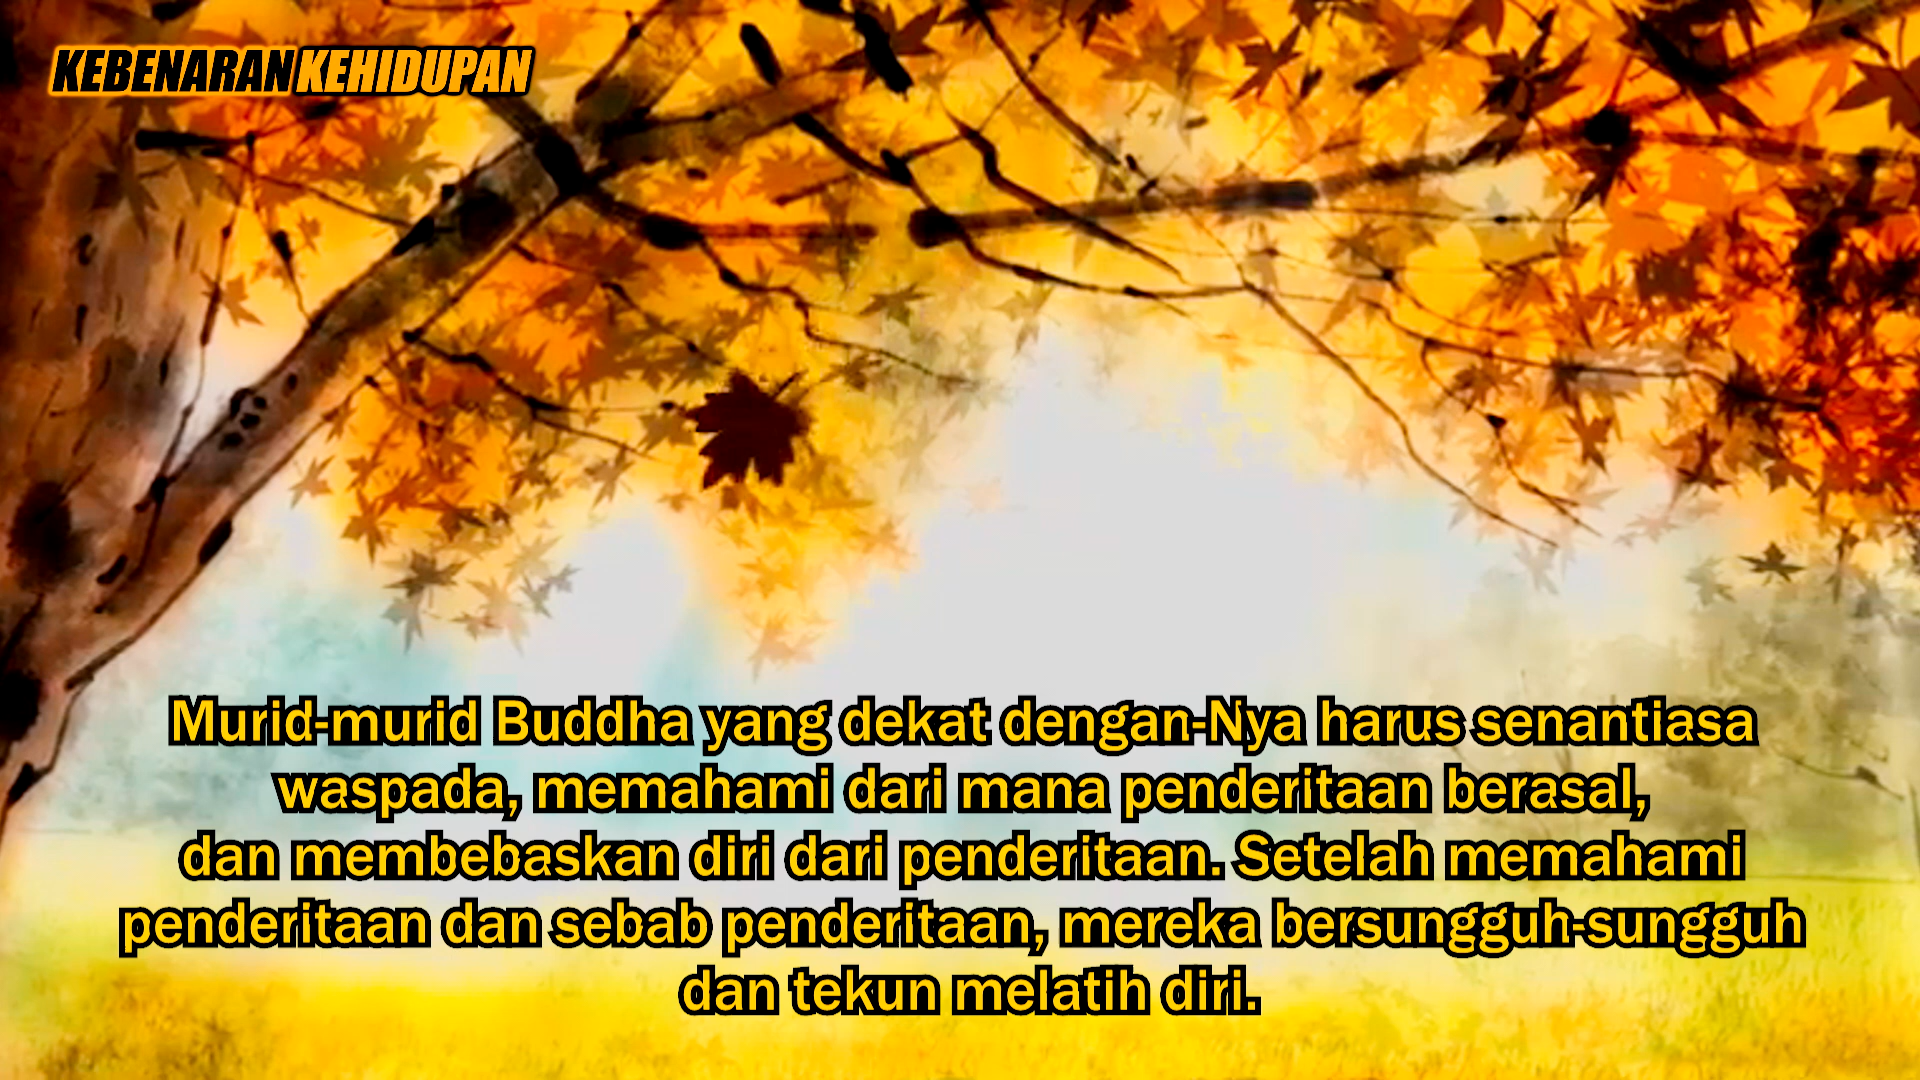 KEBENARAN KEHIDUPAN
Murid-murid Buddha yang dekat dengan-Nya harus senantiasa
waspada, memahami dari mana penderitaan berasal,
dan membebaskan diri dari penderitaan. Setelah memahami
penderitaan dan sebab penderitaan, mereka bersungguh-sungguh
dan tekun melatih diri.